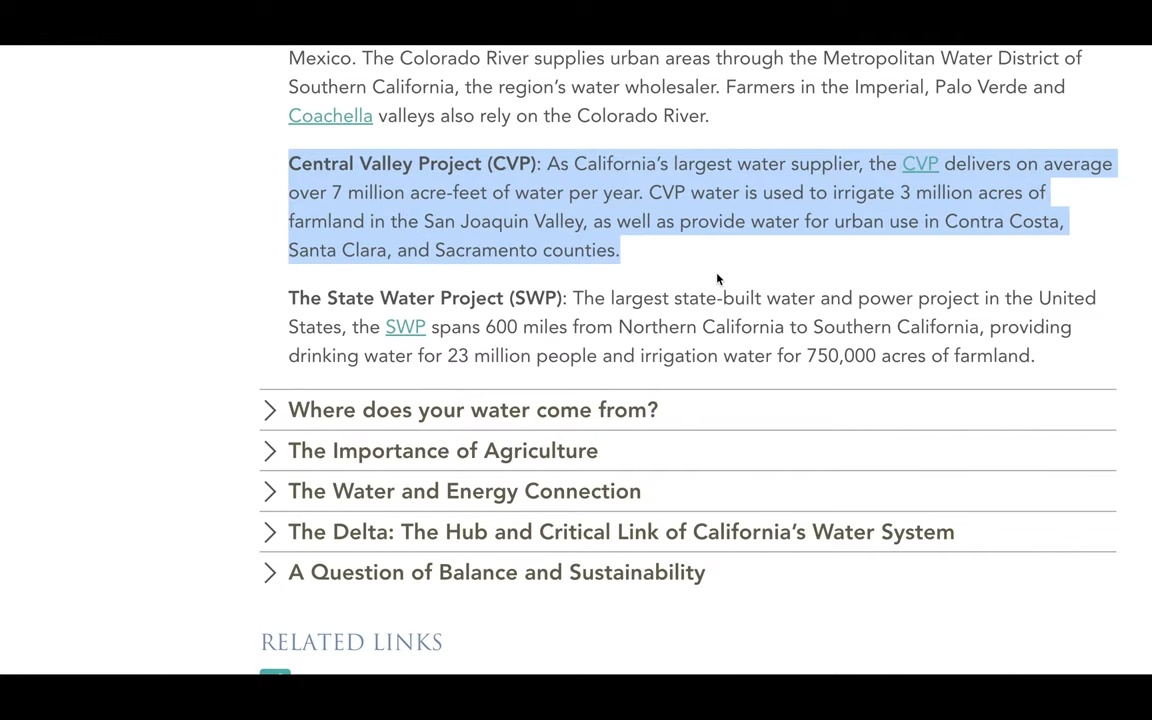 Mexico. The Colorado River supplies urban areas through the Metropolitan Water District of
Southern California, the region's water wholesaler. Farmers in the Imperial, Palo Verde and
Coachella valleys also rely on the Colorado River.
Central Valley Project (CVP): As California's largest water supplier, the CVP delivers on average
over 7 million acre-feet of water per year. CVP water is used to irrigate 3 million acres of
farmland in the San Joaquin Valley, as well as provide water for urban use in Contra Costa,
Santa Clara, and Sacramento counties.
The State Water Project (SWP): The largest state-built water and power project in the United
States, the SWP spans 600 miles from Northern California to Southern California, providing
drinking water for 23 million people and irrigation water for 750,000 acres of farmland.
Where does your water come from?
The Importance of Agriculture
The Water and Energy Connection
The Delta: The Hub and Critical Link of California's Water System
A Question of Balance and Sustainability
RELATED LINKS